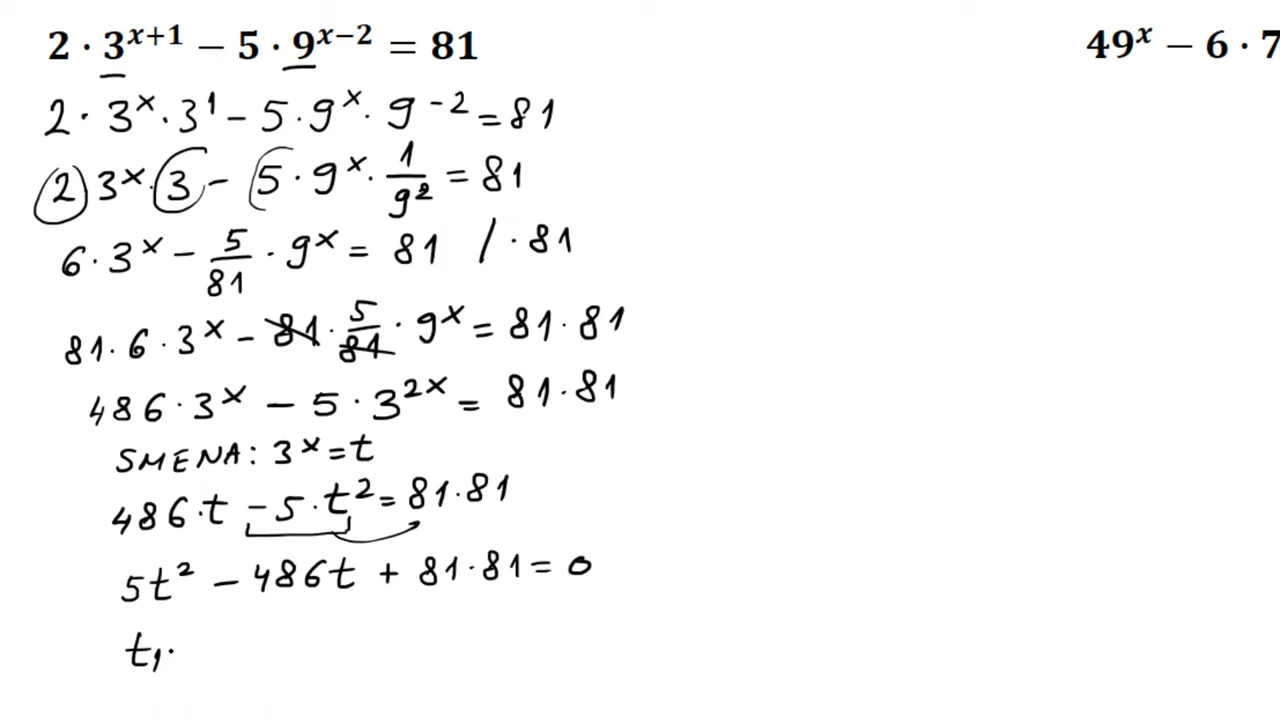 2 · 3^{x+1} − 5 · 9^{x−2} = 81
49^x − 6 · 7
2 · 3^x · 3^1 − 5 · 9^x · 9^{−2} = 81
2 3^x · 3 − 5 · 9^x · 1/9^2 = 81
6 · 3^x − 5/81 · 9^x = 81 / · 81
81 · 6 · 3^x − 81 · 5/81 · 9^x = 81 · 81
486 · 3^x − 5 · 3^{2x} = 81 · 81
SMENA: 3^x = t
486 · t − 5 · t^2 = 81 · 81
5t^2 − 486t + 81 · 81 = 0
t_1 ·